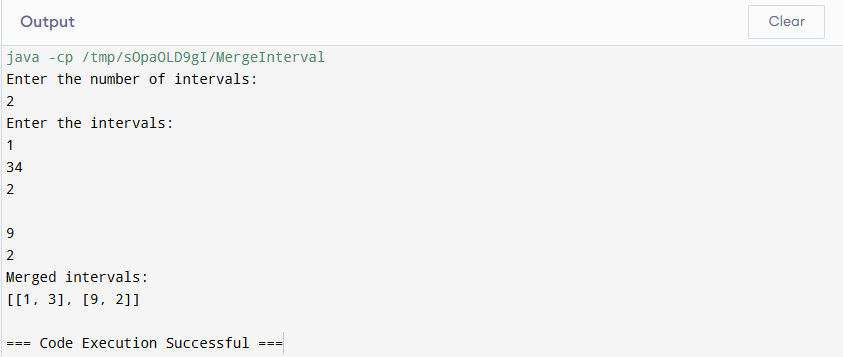 Output
Clear
java -cp /tmp/sOpaOLD9gI/MergeInterval
Enter the number of intervals:
2
Enter the intervals:
1
34
2
9
2
Merged intervals:
[[1, 3], [9, 2]]
=== Code Execution Successful ===